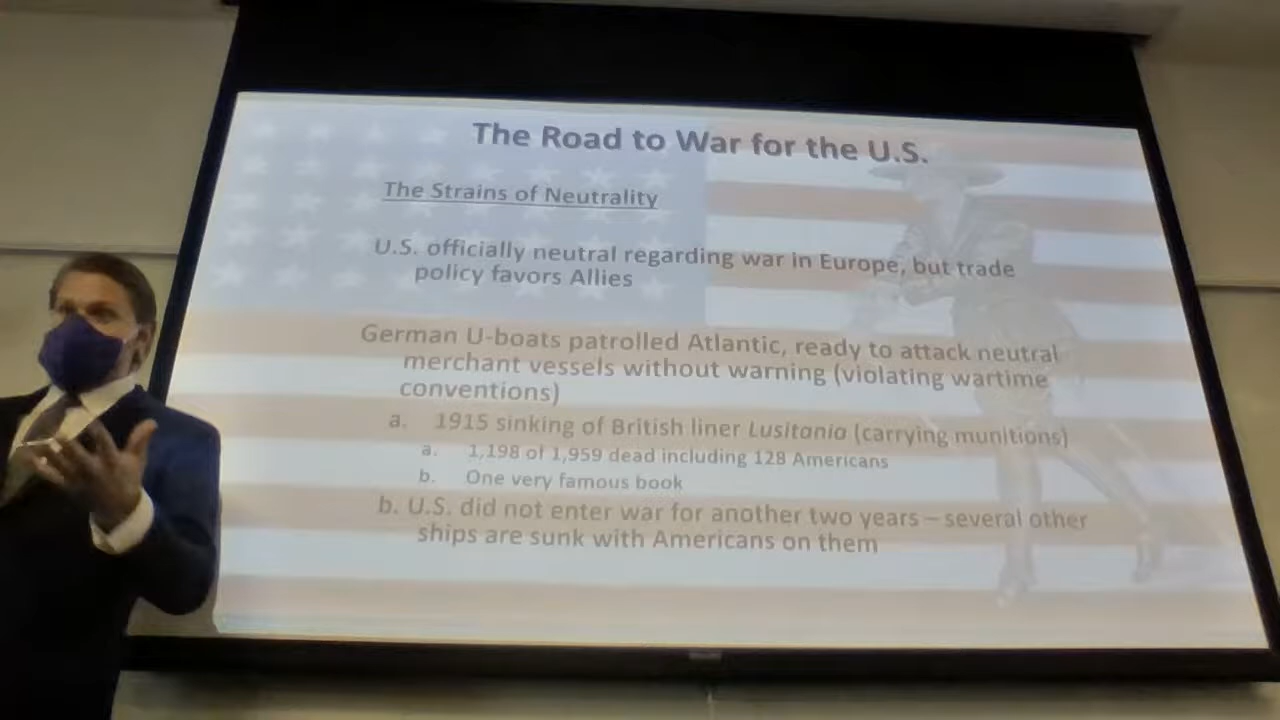 The Road to War for the U.S.
The Strains of Neutrality
U.S. officially neutral regarding war in Europe, but trade
policy favors Allies
German U-boats patrolled Atlantic, ready to attack neutral
merchant vessels without warning (violating wartime
conventions)
a. 1915 sinking of British liner Lusitania (carrying munitions)
a. 1,198 of 1,959 dead including 128 Americans
b. One very famous book
b. U.S. did not enter war for another two years – several other
ships are sunk with Americans on them